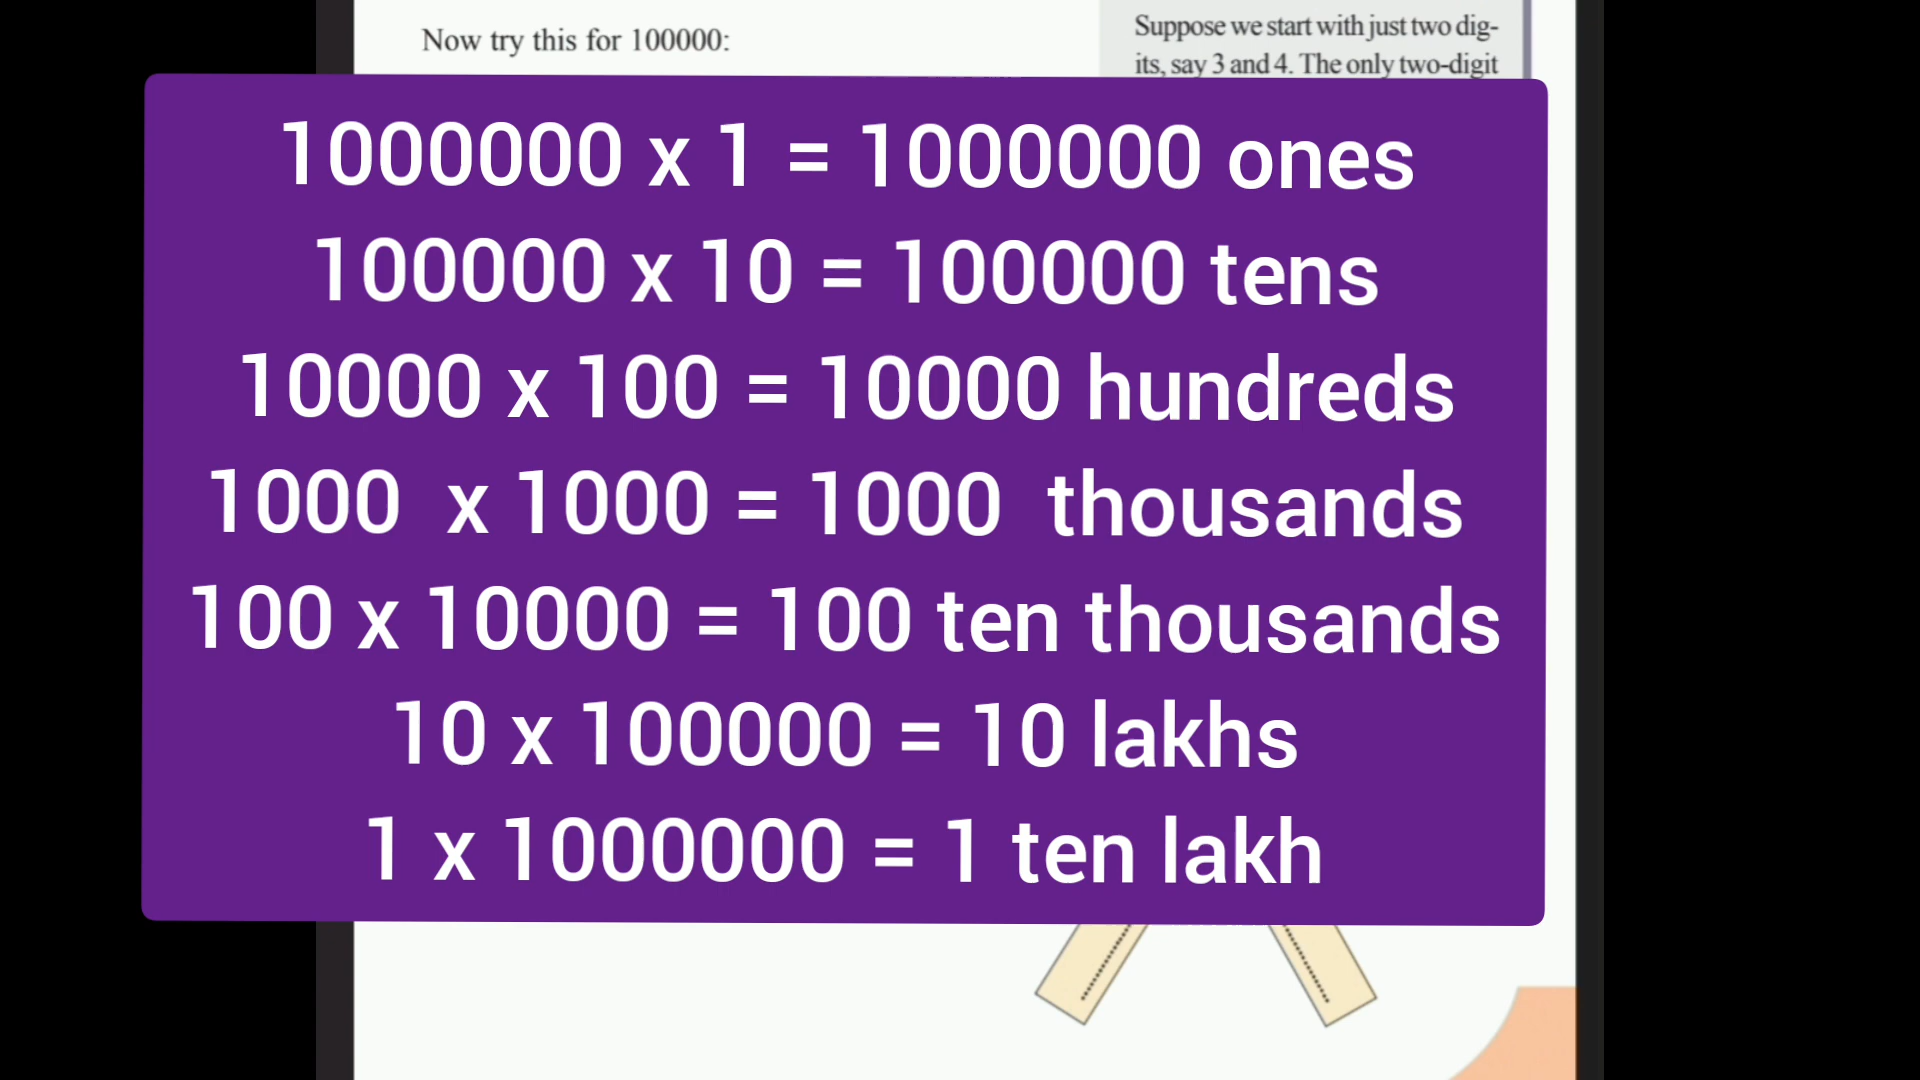 Now try this for 100000:
Suppose we start with just two dig-
its, say 3 and 4. The only two-digit
1000000 x 1 = 1000000 ones
100000 x 10 = 100000 tens
10000 x 100 = 10000 hundreds
1000 x 1000 = 1000 thousands
100 x 10000 = 100 ten thousands
10 x 100000 = 10 lakhs
1 x 1000000 = 1 ten lakh